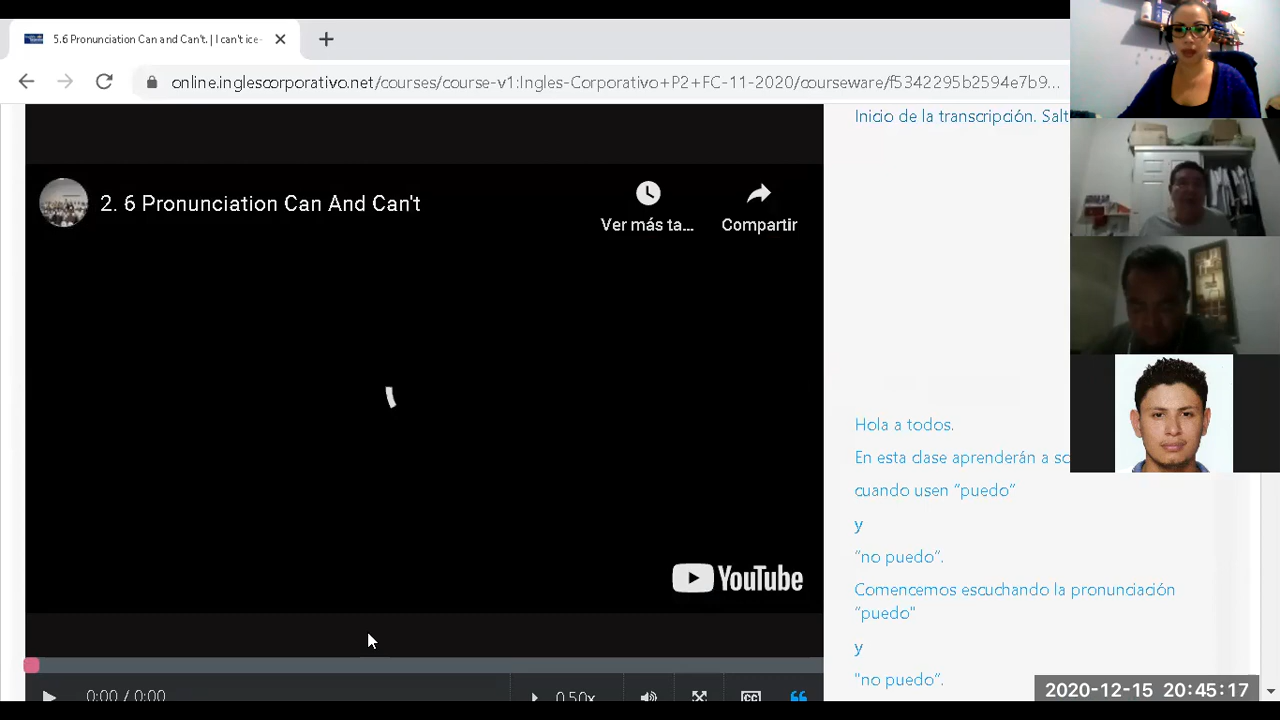 5.6 Pronunciation Can and Can't. | I can't ice-
online.inglescorporativo.net/courses/course-v1:Ingles-Corporativo+P2+FC-11-2020/courseware/f5342295b2594e7b9...
Inicio de la transcripción. Salt
2. 6 Pronunciation Can And Can't
Ver más ta...
Compartir
Hola a todos.
En esta clase aprenderán a so
cuando usen “puedo”
y
“no puedo”.
Comencemos escuchando la pronunciación
“puedo"
y
"no puedo”.
YouTube
0:00 / 0:00
0.50x
CC
2020-12-15 20:45:17